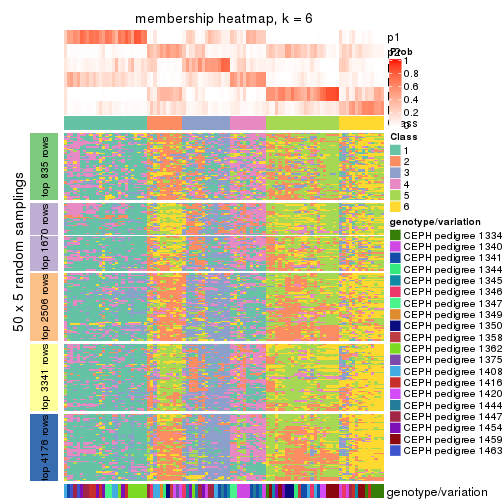 membership heatmap, k = 6
p1
p2
Prob
1
0.8
0.6
0.4
0.2
0
Class
1
2
3
4
5
6
genotype/variation
CEPH pedigree 1334
CEPH pedigree 1340
CEPH pedigree 1341
CEPH pedigree 1344
CEPH pedigree 1345
CEPH pedigree 1346
CEPH pedigree 1347
CEPH pedigree 1349
CEPH pedigree 1350
CEPH pedigree 1358
CEPH pedigree 1362
CEPH pedigree 1375
CEPH pedigree 1408
CEPH pedigree 1416
CEPH pedigree 1420
CEPH pedigree 1444
CEPH pedigree 1447
CEPH pedigree 1454
CEPH pedigree 1459
CEPH pedigree 1463
50 x 5 random samplings
top 835 rows
top 1670 rows
top 2506 rows
top 3341 rows
top 4176 rows
genotype/variation